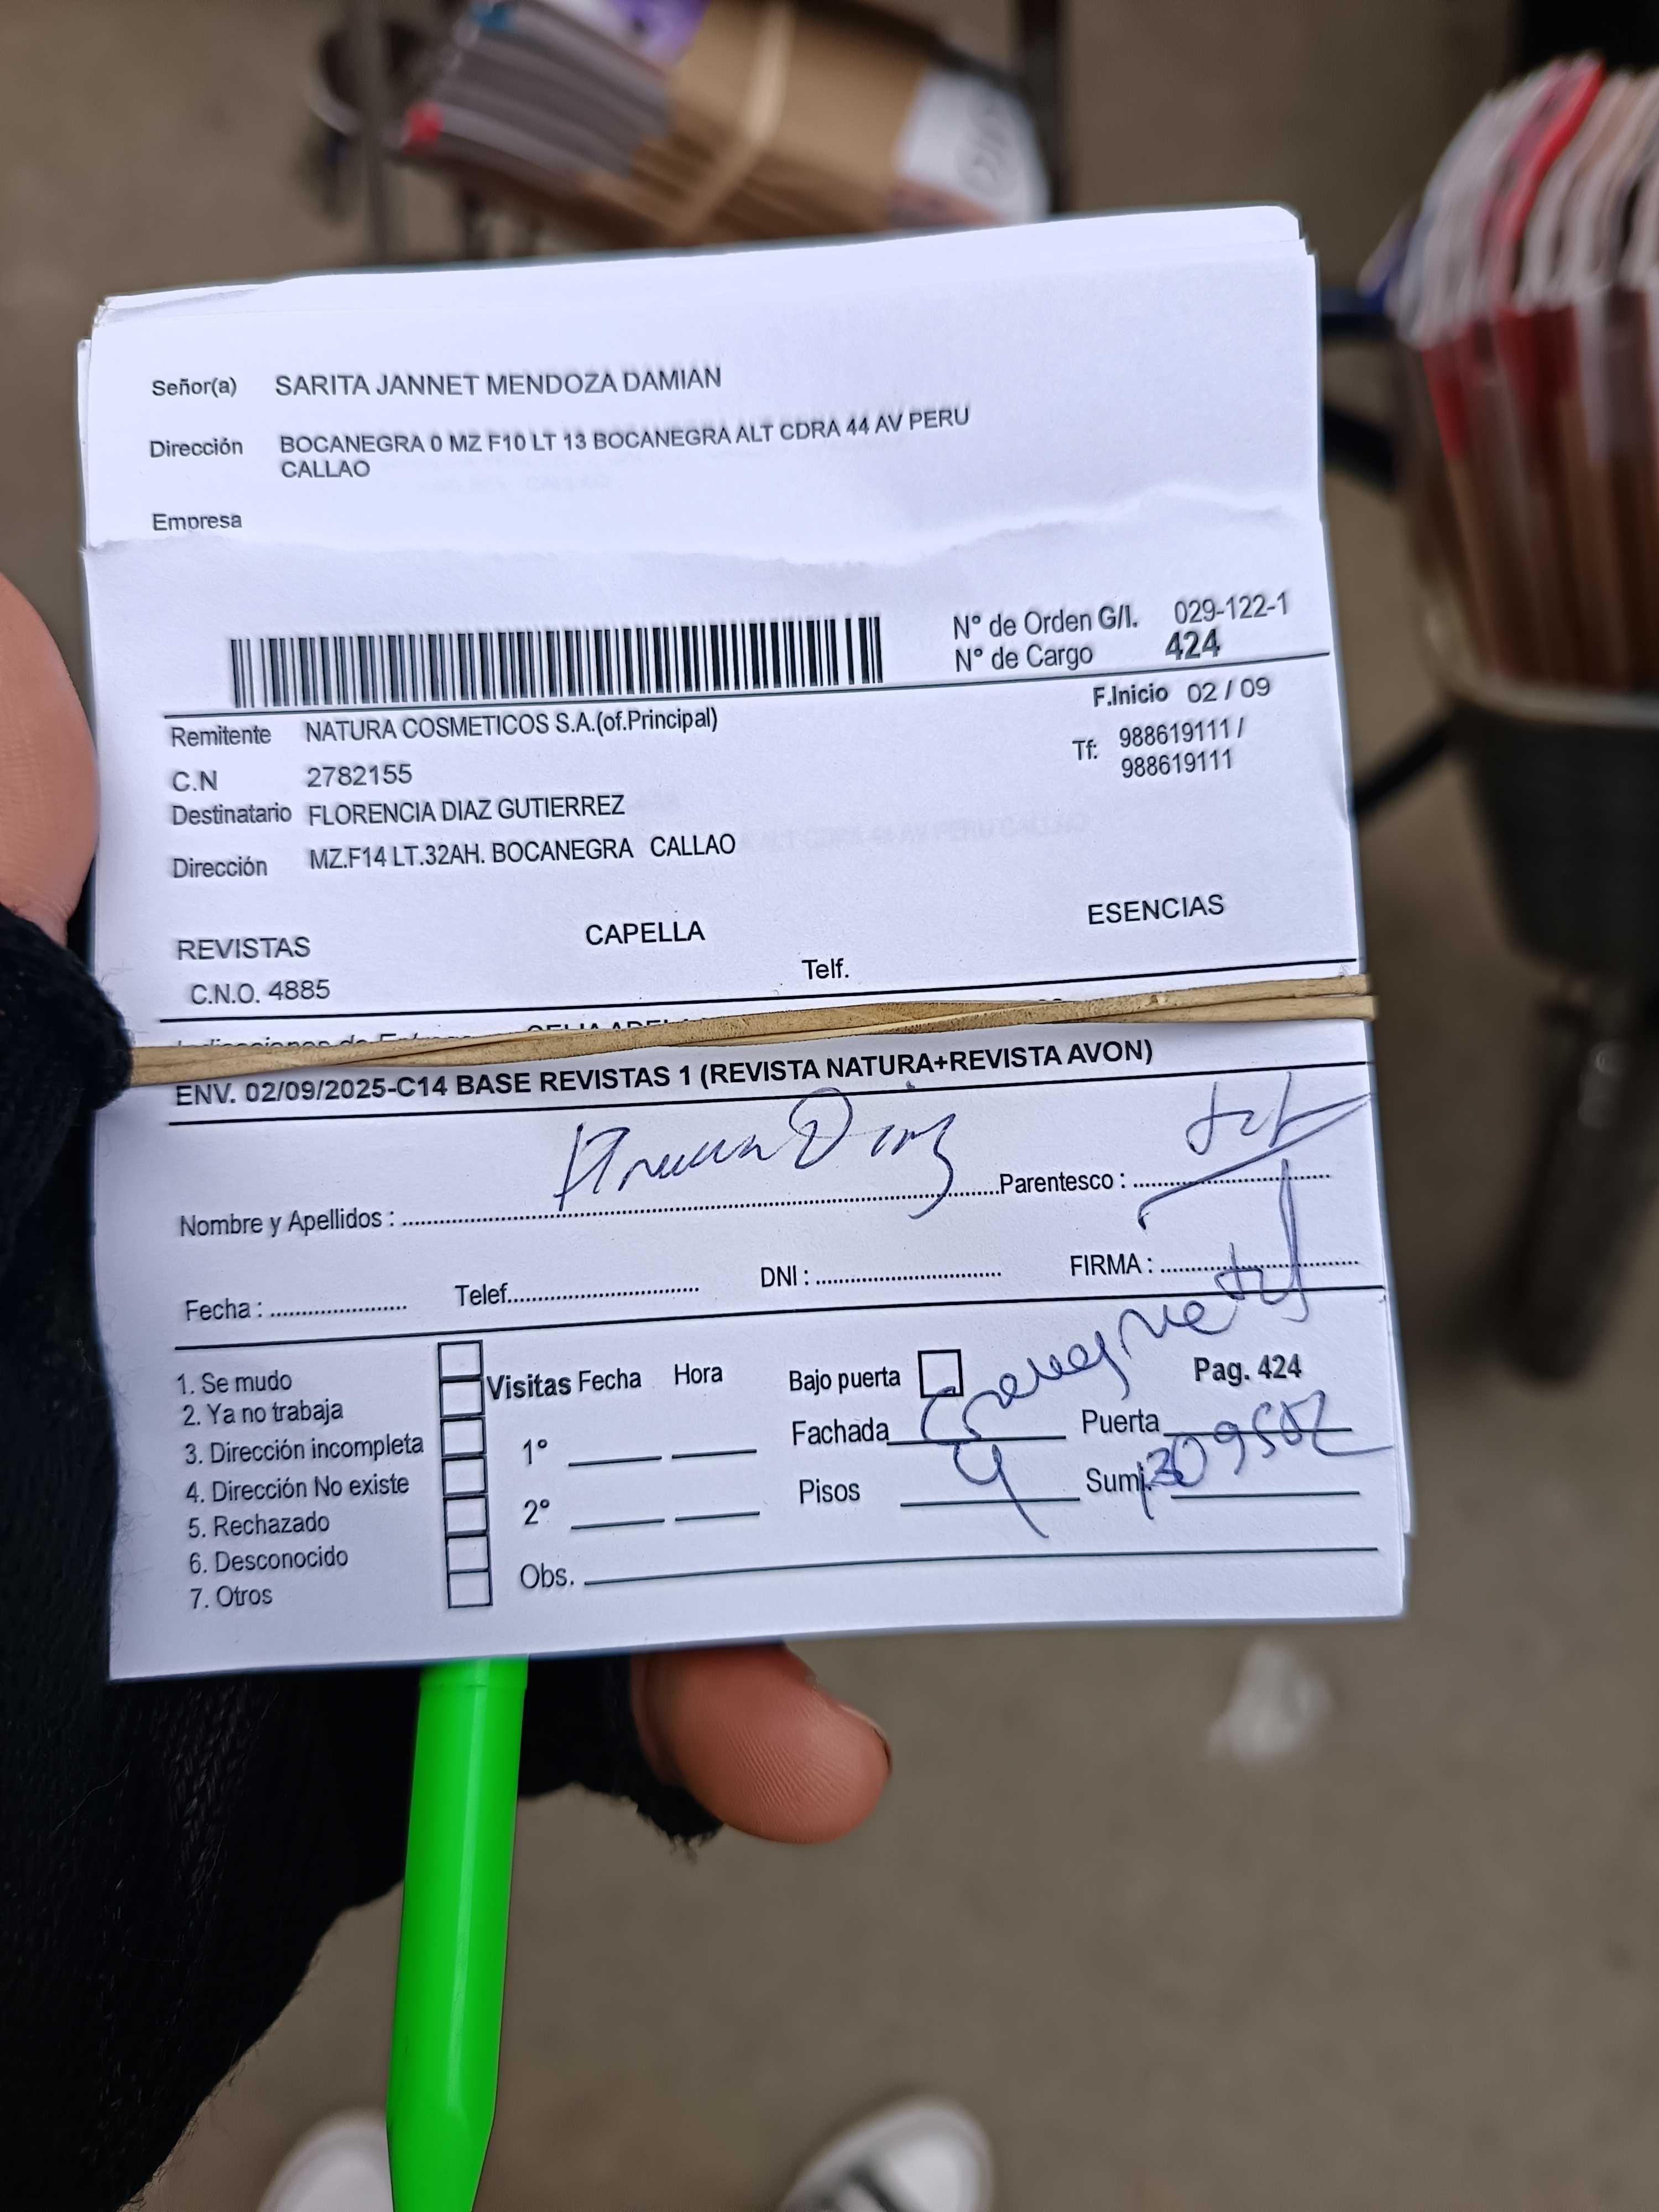 Señor(a) SARITA JANNET MENDOZA DAMIAN
Dirección BOCANEGRA 0 MZ F10 LT 13 BOCANEGRA ALT CDRA 44 AV PERU
CALLAO
Empresa
N° de Orden G/I. 029-122-1
N° de Cargo 424
F.Inicio 02 / 09
Remitente NATURA COSMETICOS S.A.(of.Principal)
Tf: 988619111 /
988619111
C.N 2782155
Destinatario FLORENCIA DIAZ GUTIERREZ
Dirección MZ.F14 LT.32AH. BOCANEGRA CALLAO
REVISTAS CAPELLA ESENCIAS
C.N.O. 4885 Telf.
ENV. 02/09/2025-C14 BASE REVISTAS 1 (REVISTA NATURA+REVISTA AVON)
Nombre y Apellidos : Diaz Parentesco :
Fecha : Telef. DNI : FIRMA :
1. Se mudo
2. Ya no trabaja
3. Dirección incompleta
4. Dirección No existe
5. Rechazado
6. Desconocido
7. Otros
Visitas Fecha Hora
1°
2°
Bajo puerta Pag. 424
Fachada Puerta
Pisos 4 Sumi.
Obs.